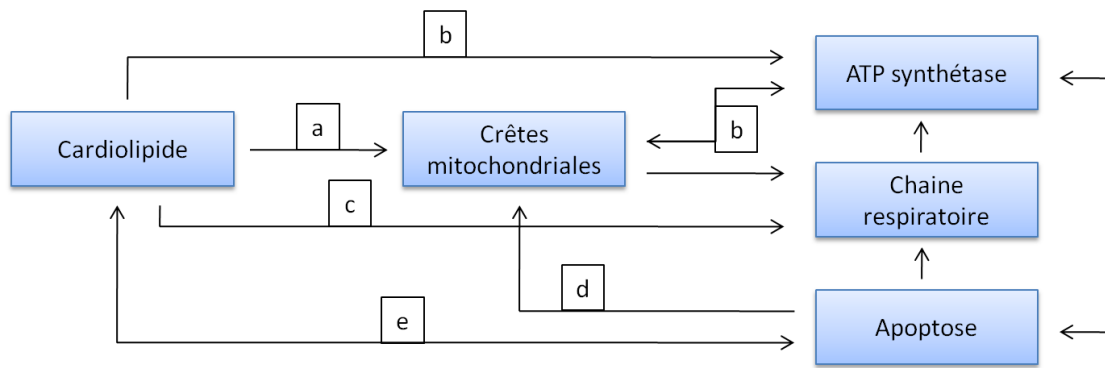 b
ATP synthétase
a
Cardiolipide
Crêtes
mitochondriales
b
c
Chaine
respiratoire
d
e
Apoptose